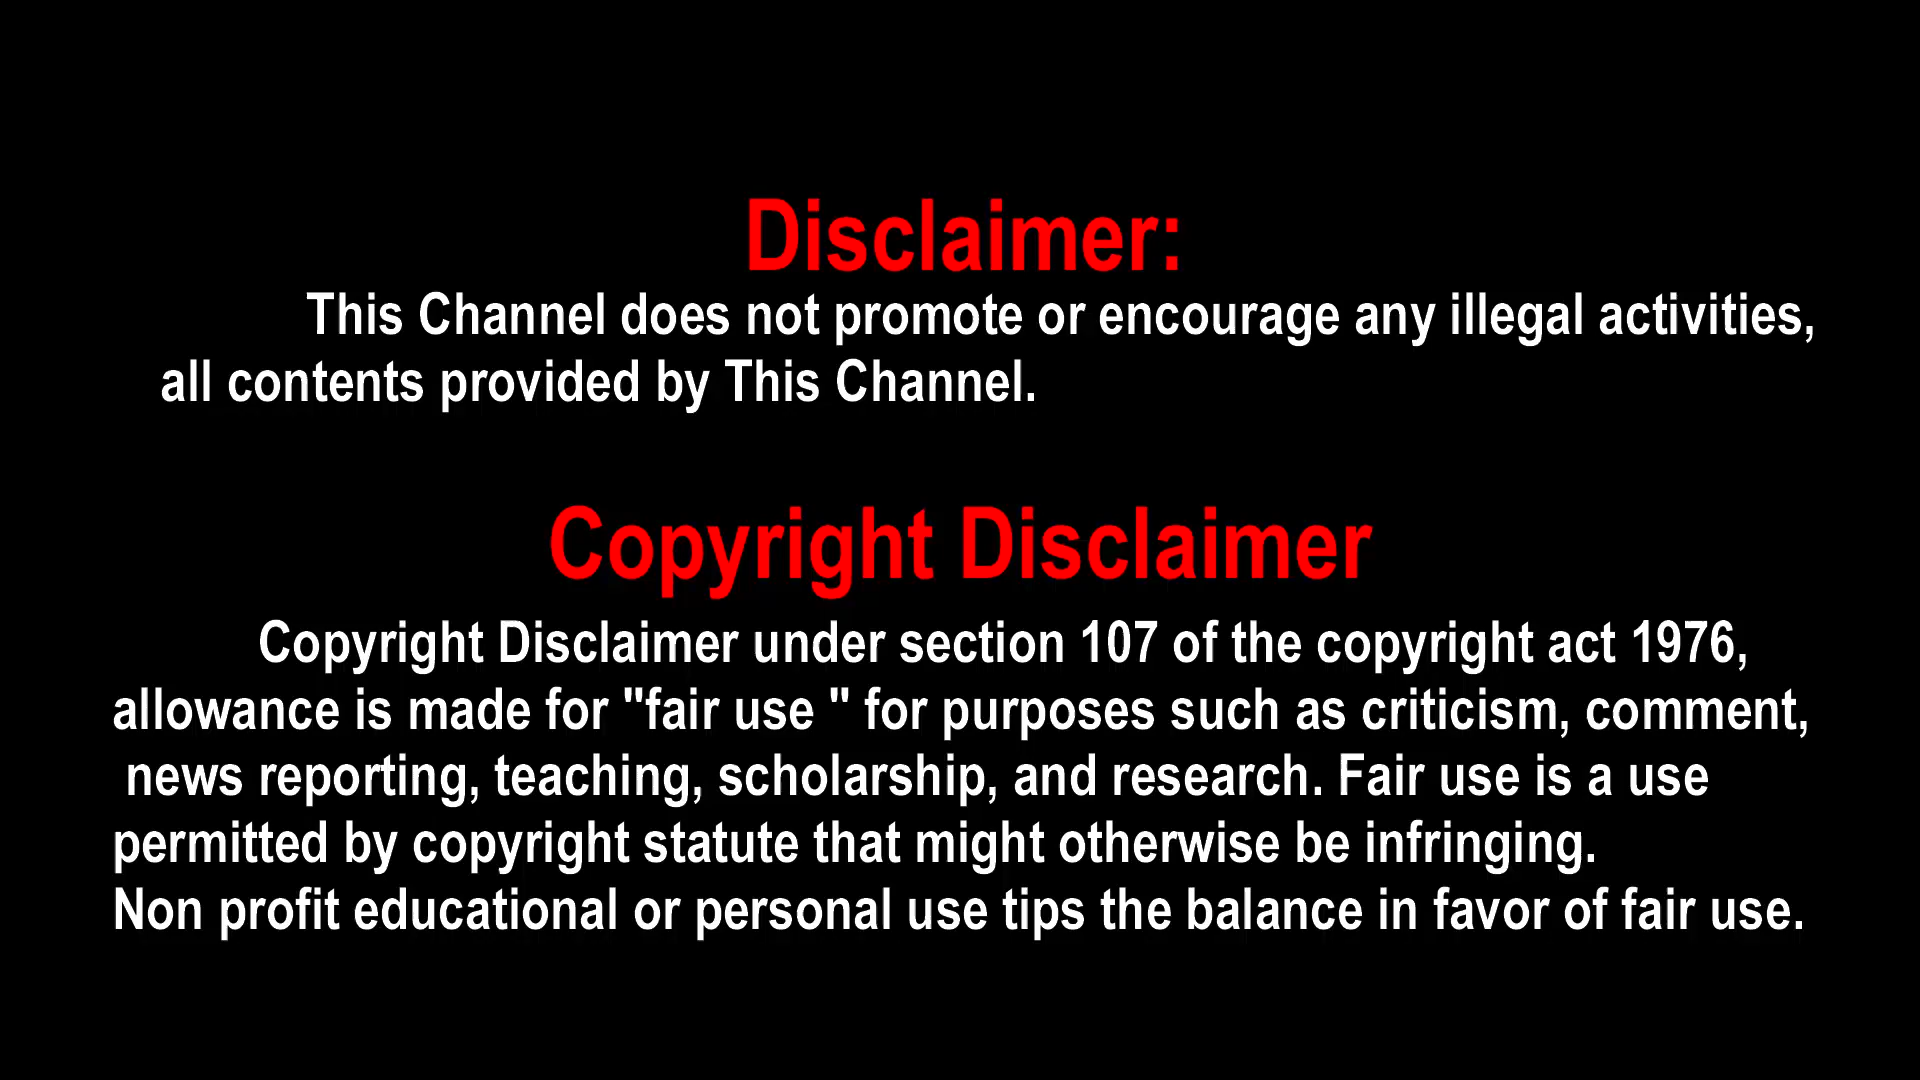 Disclaimer:
This Channel does not promote or encourage any illegal activities,
all contents provided by This Channel.
Copyright Disclaimer
Copyright Disclaimer under section 107 of the copyright act 1976,
allowance is made for "fair use " for purposes such as criticism, comment,
news reporting, teaching, scholarship, and research. Fair use is a use
permitted by copyright statute that might otherwise be infringing.
Non profit educational or personal use tips the balance in favor of fair use.